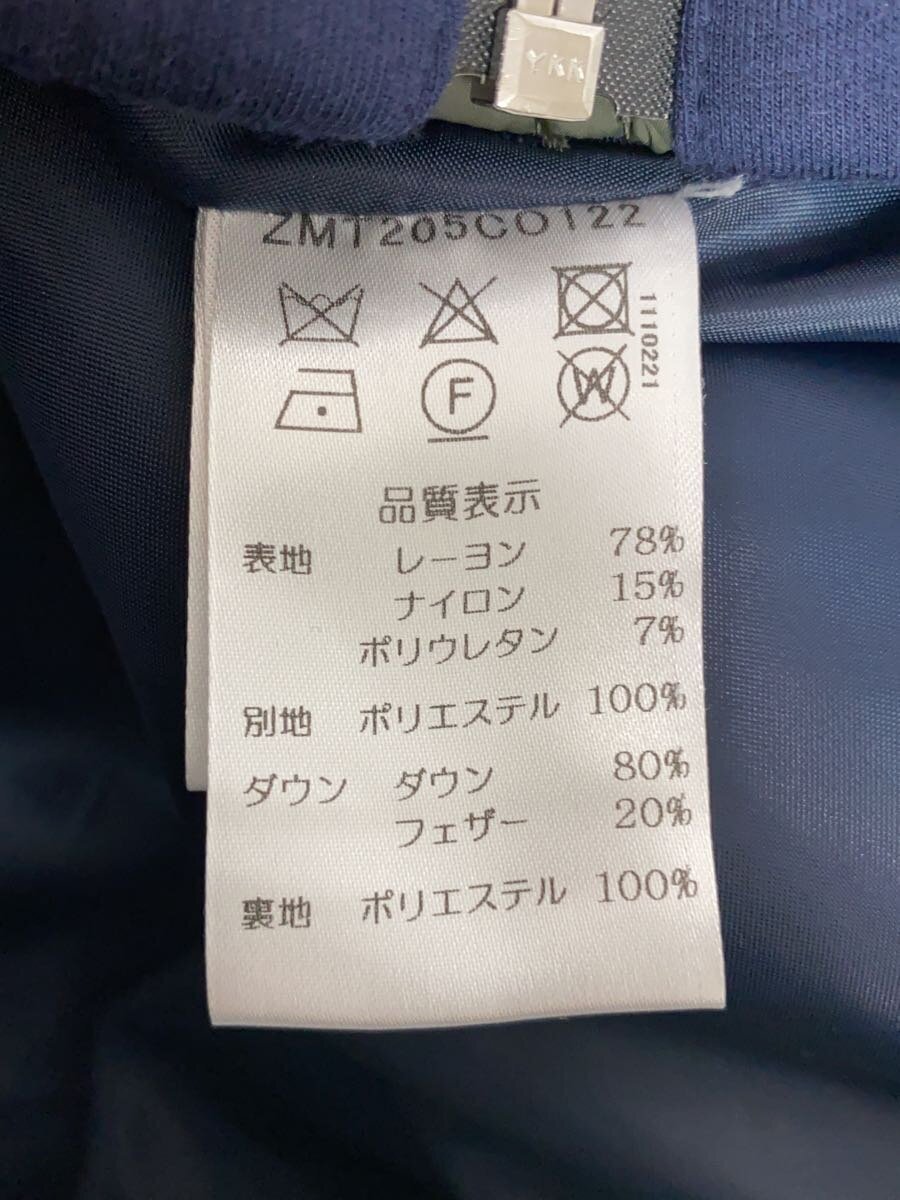 YKK
ZMT205CO122
1110221
F
W
品質表示
表地 レーヨン 78%
ナイロン 15%
ポリウレタン 7%
別地 ポリエステル 100%
ダウン ダウン 80%
フェザー 20%
裏地 ポリエステル 100%